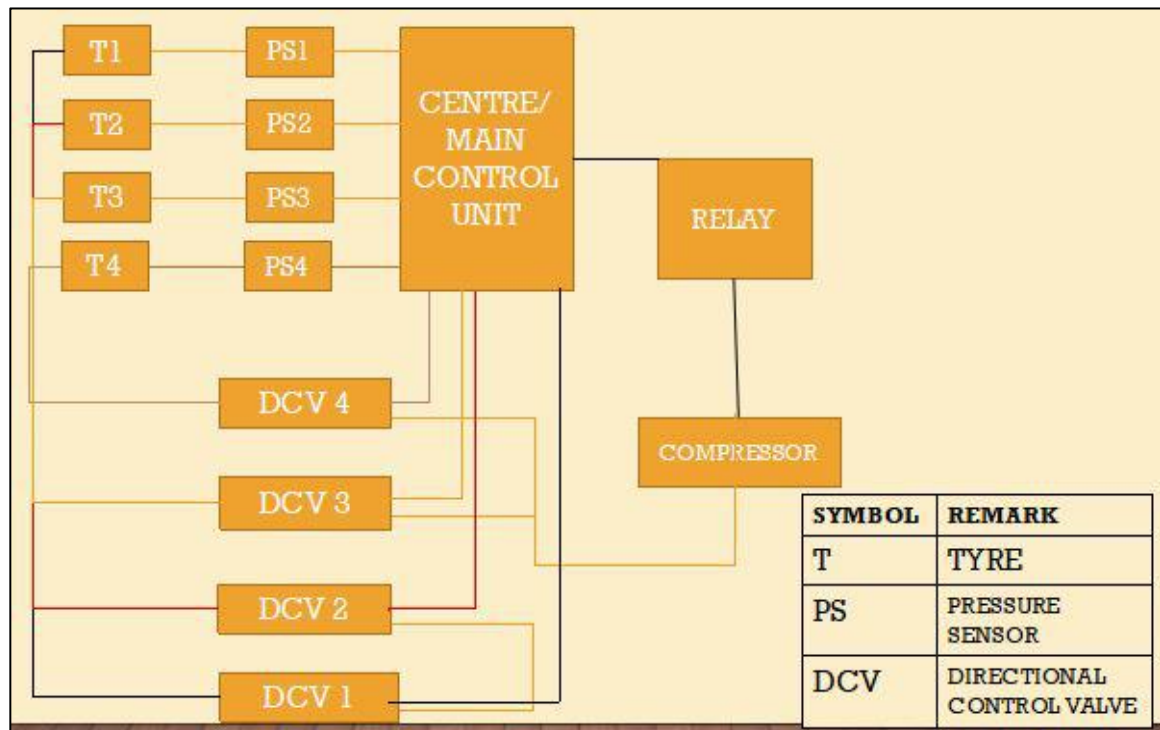 T1
PS1
T2
PS2
T3
PS3
T4
PS4
CENTRE/
MAIN
CONTROL
UNIT
RELAY
COMPRESSOR
DCV 4
DCV 3
DCV 2
DCV 1
SYMBOL REMARK
T TYRE
PS PRESSURE
SENSOR
DCV DIRECTIONAL
CONTROL VALVE